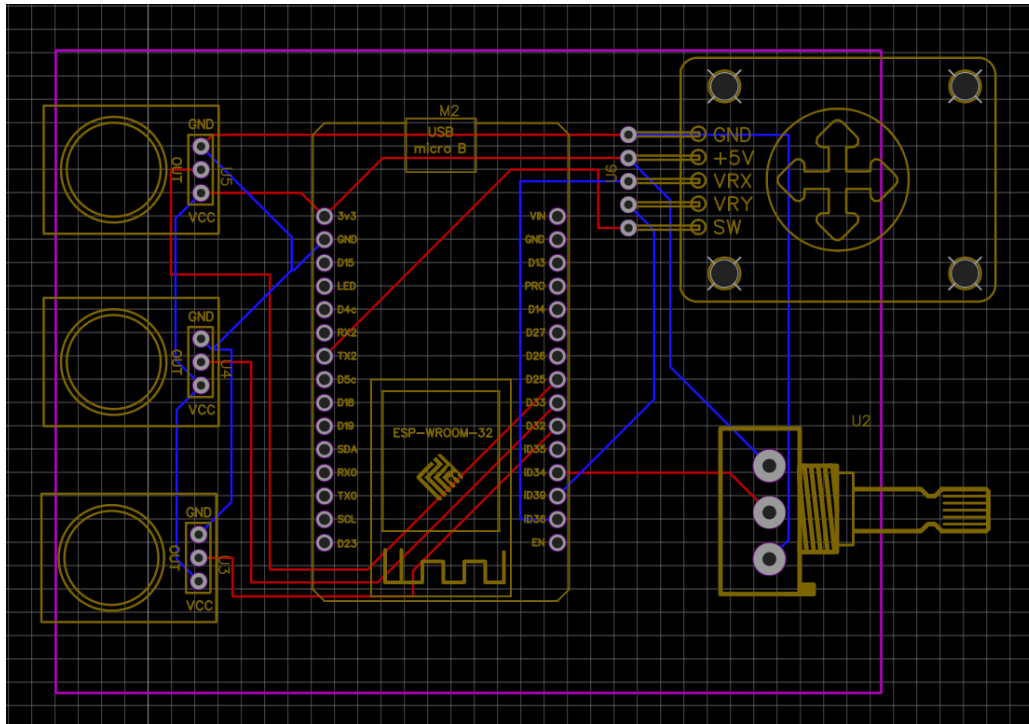 GND
OUT
U5
VCC
GND
OUT
U4
VCC
GND
OUT
U3
VCC
M2
USB
micro B
3v3
GND
D15
LED
D4c
RX2
TX2
D5c
D18
D19
SDA
RX0
TX0
SCL
D23
VIN
GND
D13
PR0
D14
D27
D26
D25
D33
D32
iD35
iD34
iD39
iD36
EN
ESP-WROOM-32
U6
GND
+5V
VRX
VRY
SW
U2